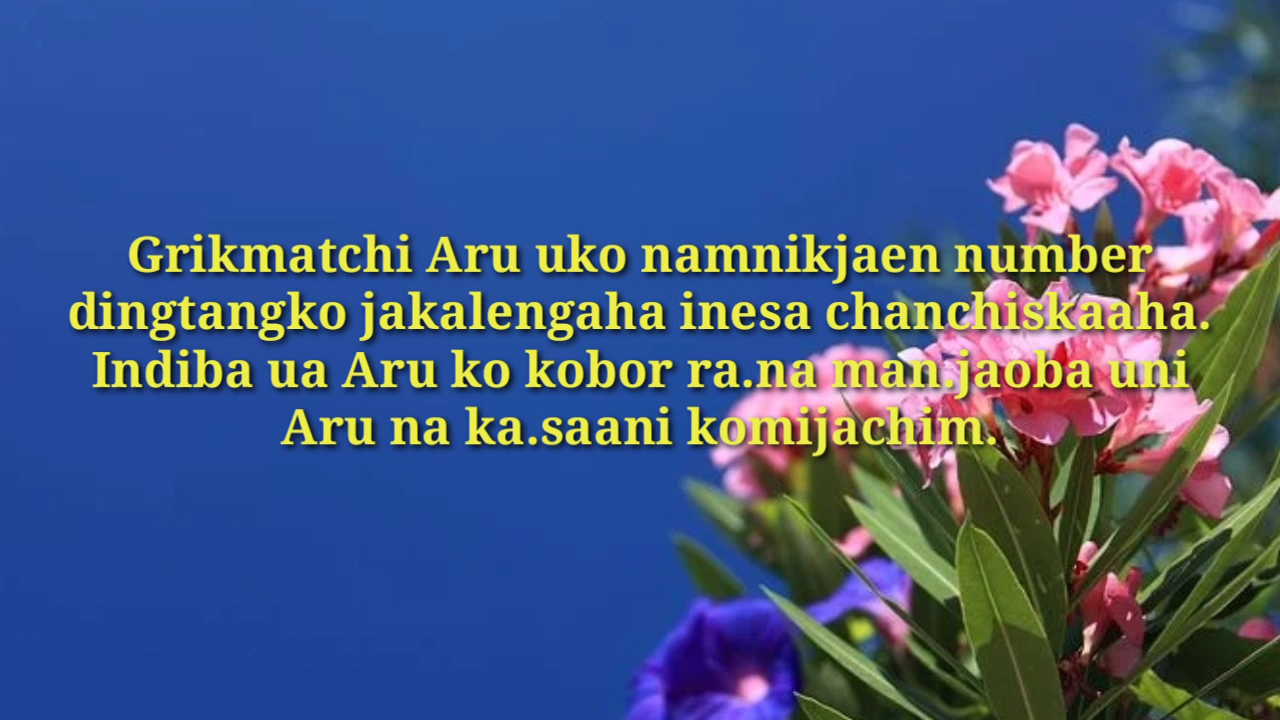 Grikmatchi Aru uko namnikjaen number
dingtangko jakalengaha inesa chanchiskaaha.
Indiba ua Aru ko kobor ra.na man.jaoba uni
Aru na ka.saani komijachim.